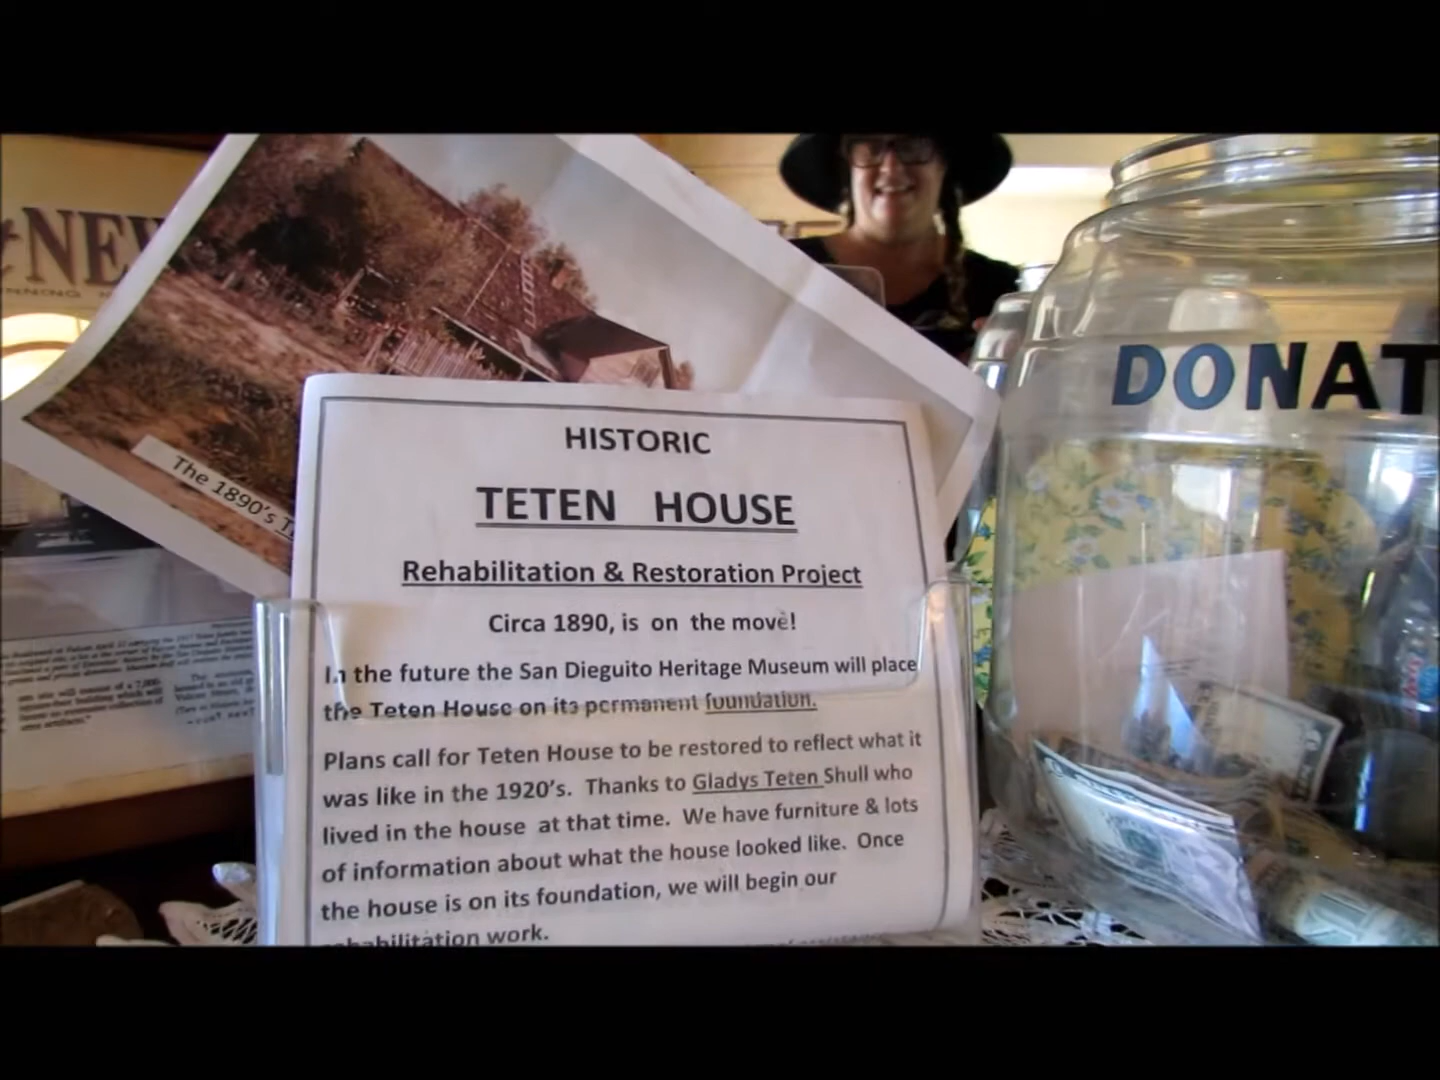 NEW
The 1890's
DONAT
HISTORIC
TETEN HOUSE
Rehabilitation & Restoration Project
Circa 1890, is on the move!
In the future the San Dieguito Heritage Museum will place
the Teten House on its permanent foundation.
Plans call for Teten House to be restored to reflect what it
was like in the 1920's. Thanks to Gladys Teten Shull who
lived in the house at that time. We have furniture & lots
of information about what the house looked like. Once
the house is on its foundation, we will begin our
rehabilitation work.